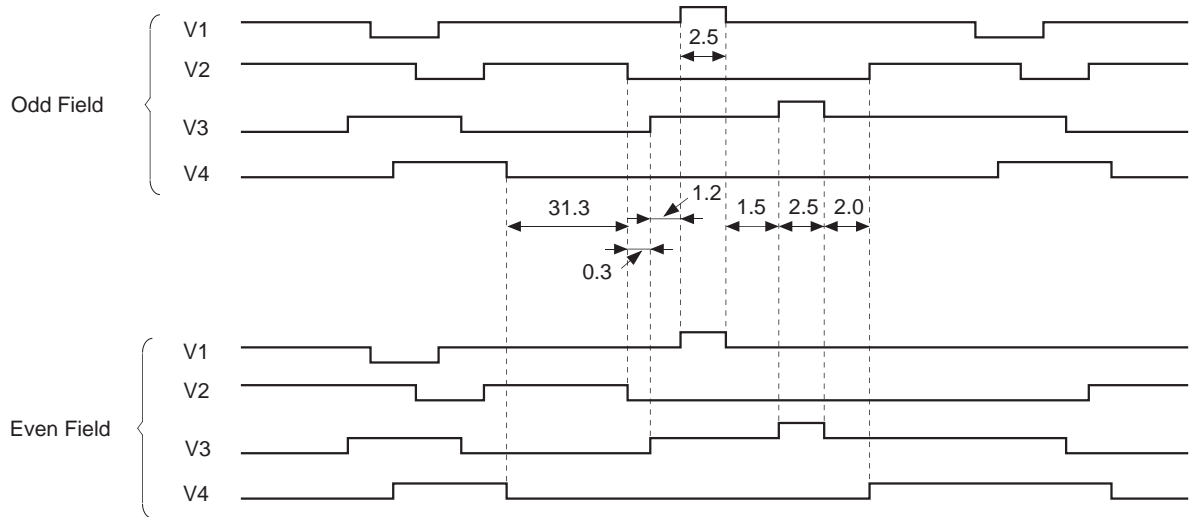 V1
2.5
V2
Odd Field
V3
V4
1.2
31.3
1.5
2.5
2.0
0.3
V1
V2
Even Field
V3
V4